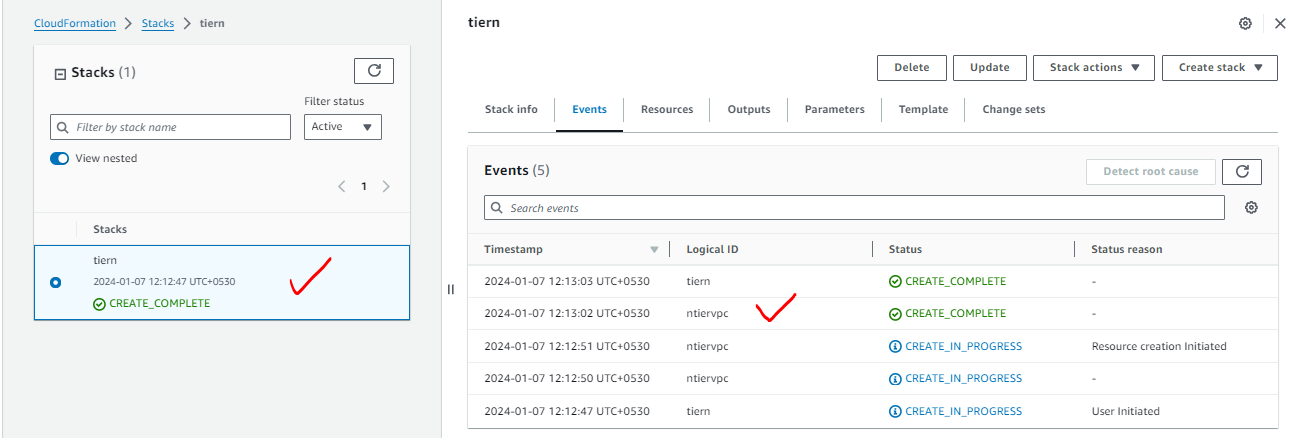 CloudFormation > Stacks > tiern
Stacks (1)
Filter status
Filter by stack name
Active
View nested
1
Stacks
tiern
2024-01-07 12:12:47 UTC+0530
CREATE_COMPLETE
tiern
Delete Update Stack actions Create stack
Stack info Events Resources Outputs Parameters Template Change sets
Events (5)
Detect root cause
Search events
Timestamp Logical ID Status Status reason
2024-01-07 12:13:03 UTC+0530 tiern CREATE_COMPLETE -
2024-01-07 12:13:02 UTC+0530 ntiervpc CREATE_COMPLETE -
2024-01-07 12:12:51 UTC+0530 ntiervpc CREATE_IN_PROGRESS Resource creation Initiated
2024-01-07 12:12:50 UTC+0530 ntiervpc CREATE_IN_PROGRESS -
2024-01-07 12:12:47 UTC+0530 tiern CREATE_IN_PROGRESS User Initiated